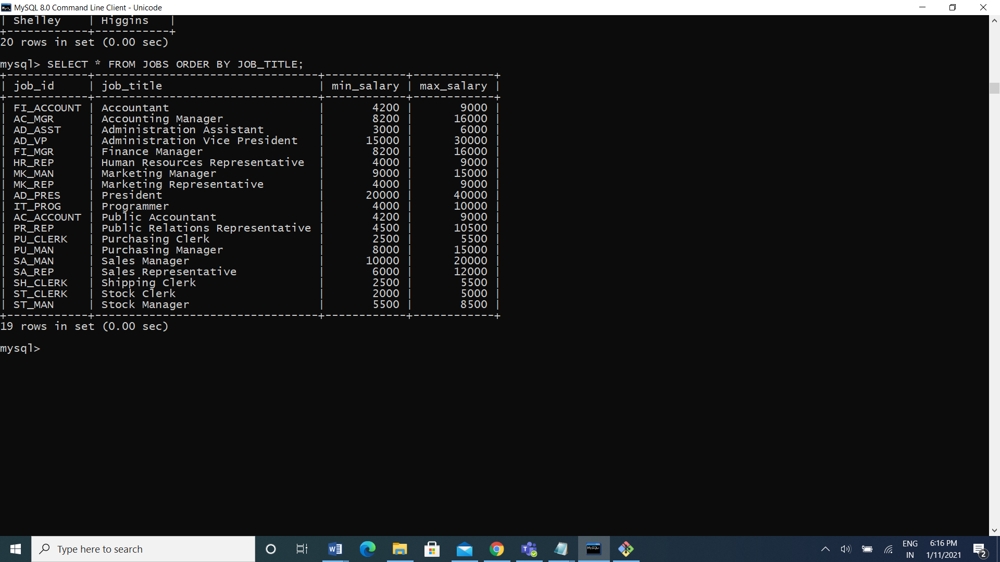 MySQL 8.0 Command Line Client - Unicode
| Shelley    | Higgins   |
+------------+-----------+
20 rows in set (0.00 sec)
mysql> SELECT * FROM JOBS ORDER BY JOB_TITLE;
+------------+---------------------------------+------------+------------+
| job_id     | job_title                       | min_salary | max_salary |
+------------+---------------------------------+------------+------------+
| FI_ACCOUNT | Accountant                      |       4200 |       9000 |
| AC_MGR     | Accounting Manager              |       8200 |      16000 |
| AD_ASST    | Administration Assistant        |       3000 |       6000 |
| AD_VP      | Administration Vice President   |      15000 |      30000 |
| FI_MGR     | Finance Manager                 |       8200 |      16000 |
| HR_REP     | Human Resources Representative  |       4000 |       9000 |
| MK_MAN     | Marketing Manager               |       9000 |      15000 |
| MK_REP     | Marketing Representative        |       4000 |       9000 |
| AD_PRES    | President                       |      20000 |      40000 |
| IT_PROG    | Programmer                      |       4000 |      10000 |
| AC_ACCOUNT | Public Accountant               |       4200 |       9000 |
| PR_REP     | Public Relations Representative |       4500 |      10500 |
| PU_CLERK   | Purchasing Clerk                |       2500 |       5500 |
| PU_MAN     | Purchasing Manager              |       8000 |      15000 |
| SA_MAN     | Sales Manager                   |      10000 |      20000 |
| SA_REP     | Sales Representative            |       6000 |      12000 |
| SH_CLERK   | Shipping Clerk                  |       2500 |       5500 |
| ST_CLERK   | Stock Clerk                     |       2000 |       5000 |
| ST_MAN     | Stock Manager                   |       5500 |       8500 |
+------------+---------------------------------+------------+------------+
19 rows in set (0.00 sec)
mysql>
Type here to search
ENG
IN
6:16 PM
1/11/2021
2